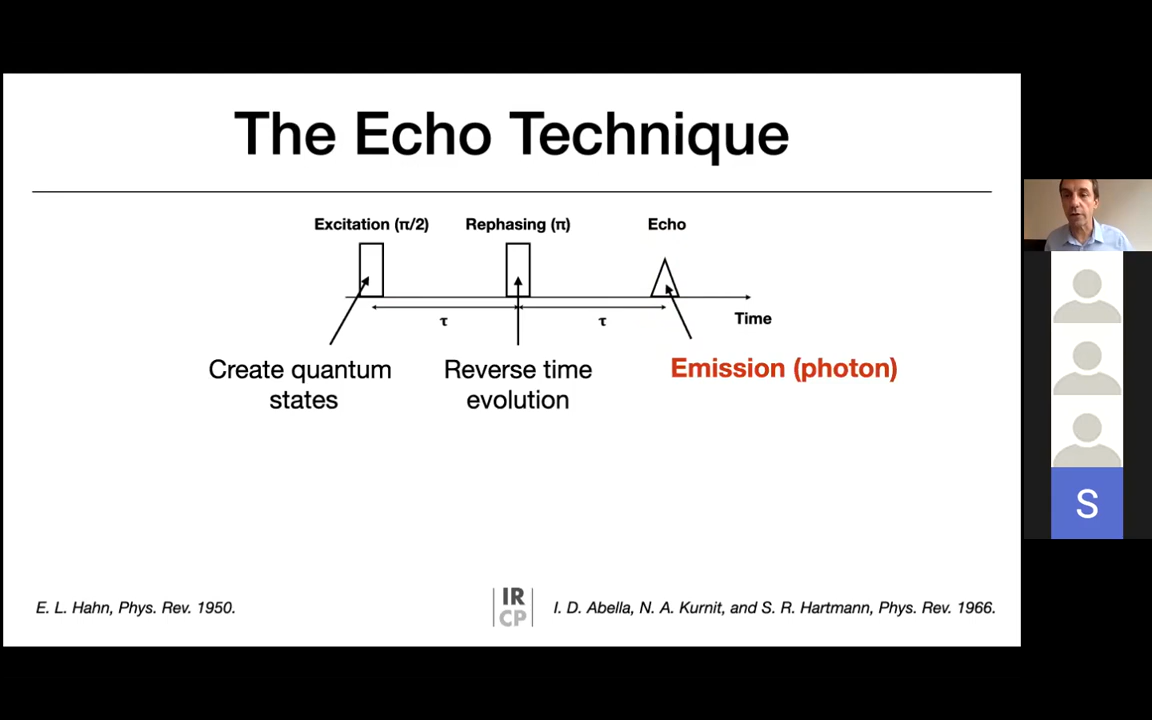 The Echo Technique
Excitation (π/2)
Rephasing (π)
Echo
τ
τ
Time
Create quantum
states
Reverse time
evolution
Emission (photon)
E. L. Hahn, Phys. Rev. 1950.
IR
CP
I. D. Abella, N. A. Kurnit, and S. R. Hartmann, Phys. Rev. 1966.
S